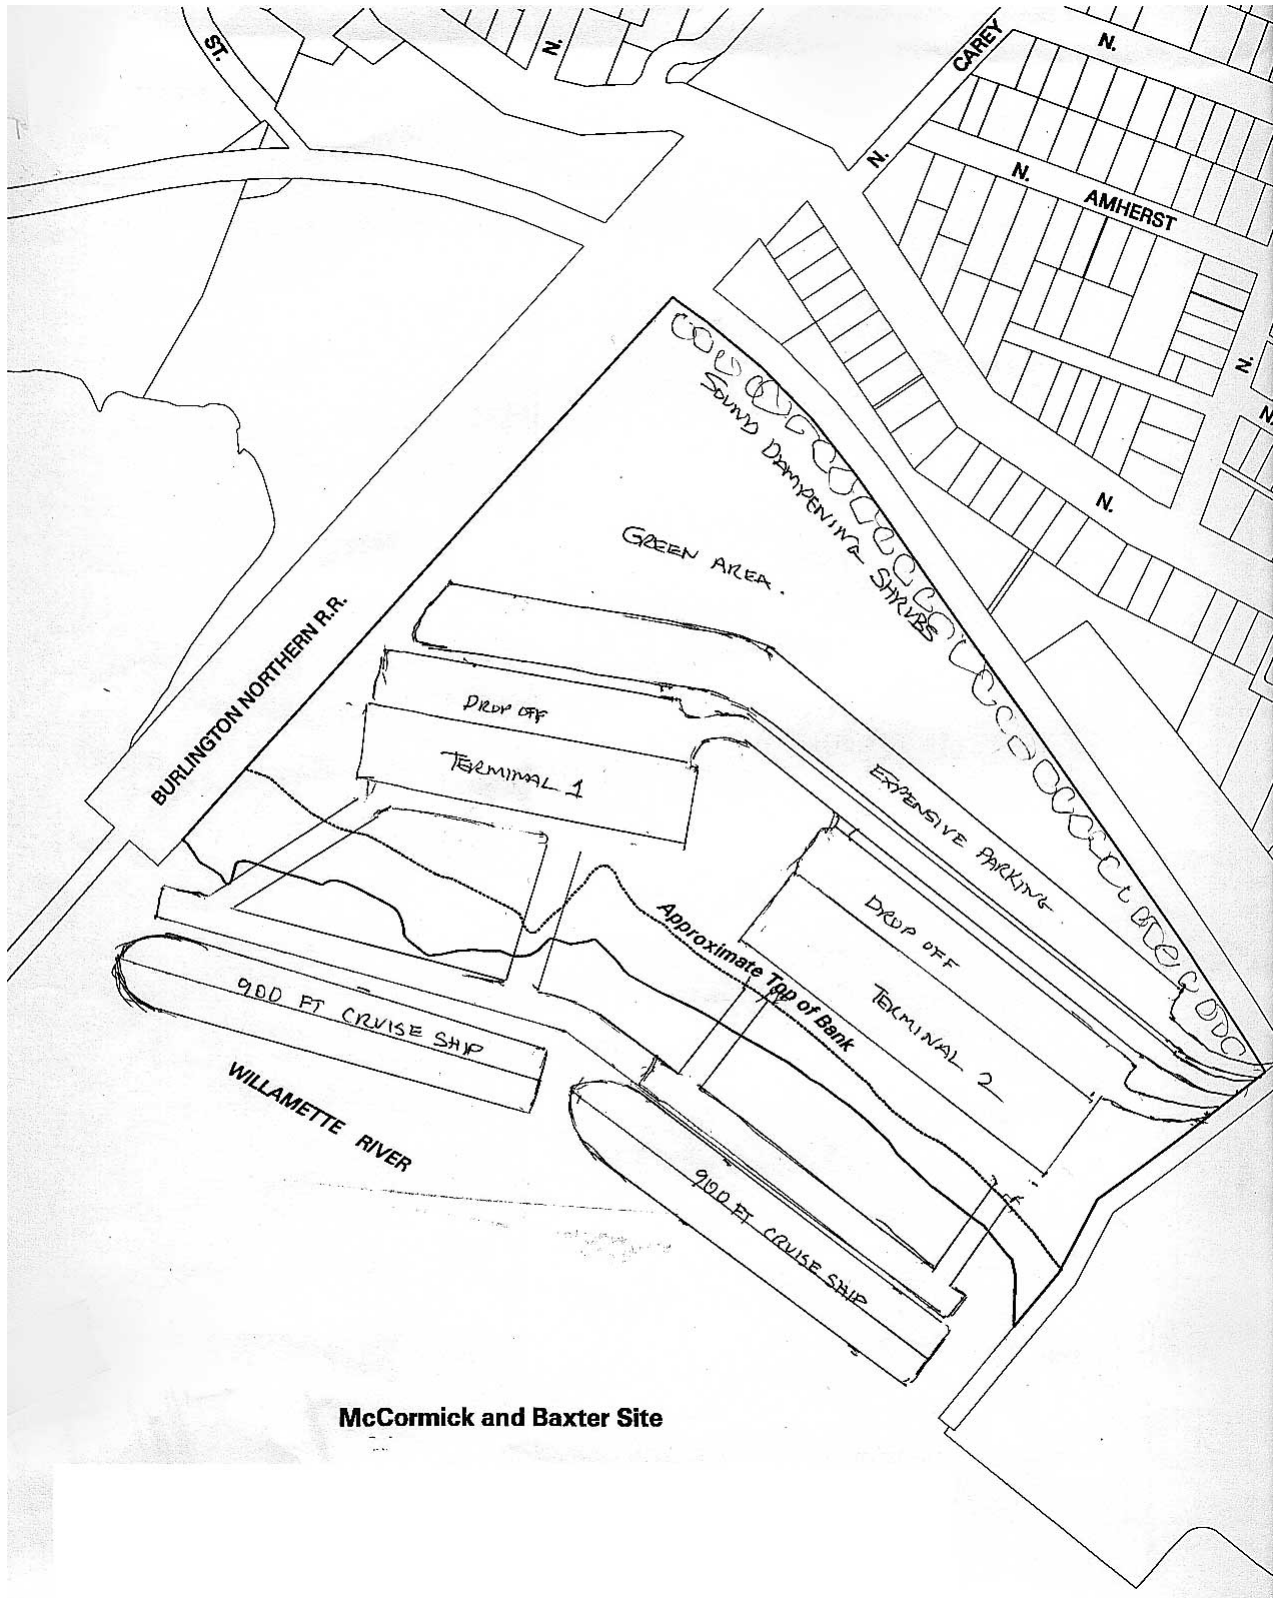 ST.
N.
CAREY
N.
N.
N.
AMHERST
N.
N.
N.
SOUND DAMPENING SHRUBS
GREEN AREA.
BURLINGTON NORTHERN R.R.
DROP OFF
TERMINAL 1
EXPENSIVE PARKING
DROP OFF
TERMINAL 2
Approximate Top of Bank
900 FT CRUISE SHIP
WILLAMETTE RIVER
900 FT CRUISE SHIP
McCormick and Baxter Site